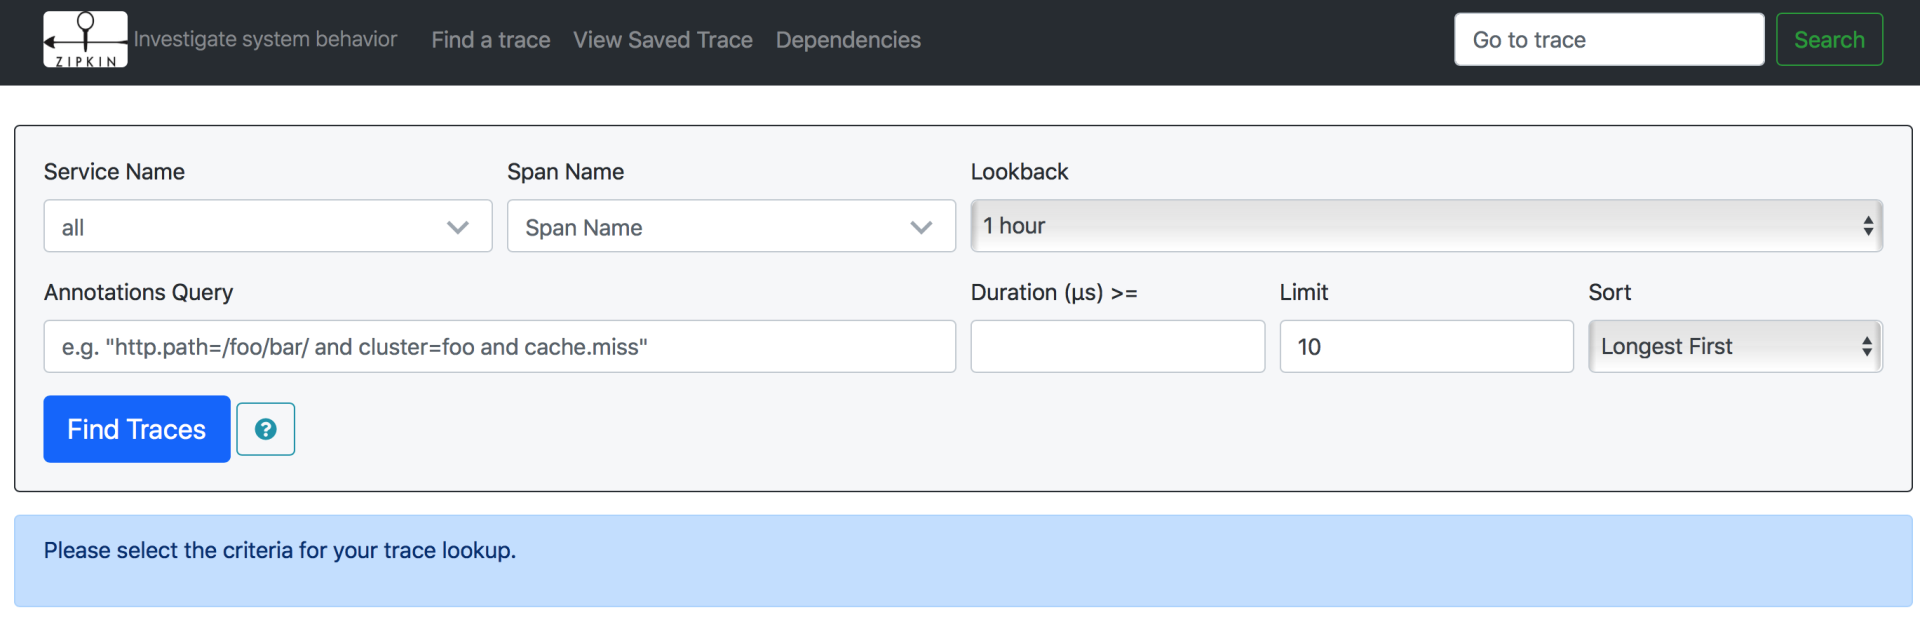 ZIPKIN Investigate system behavior Find a trace View Saved Trace Dependencies Go to trace Search
Service Name Span Name Lookback
all Span Name 1 hour
Annotations Query Duration (μs) >= Limit Sort
e.g. "http.path=/foo/bar/ and cluster=foo and cache.miss" 10 Longest First
Find Traces ?
Please select the criteria for your trace lookup.